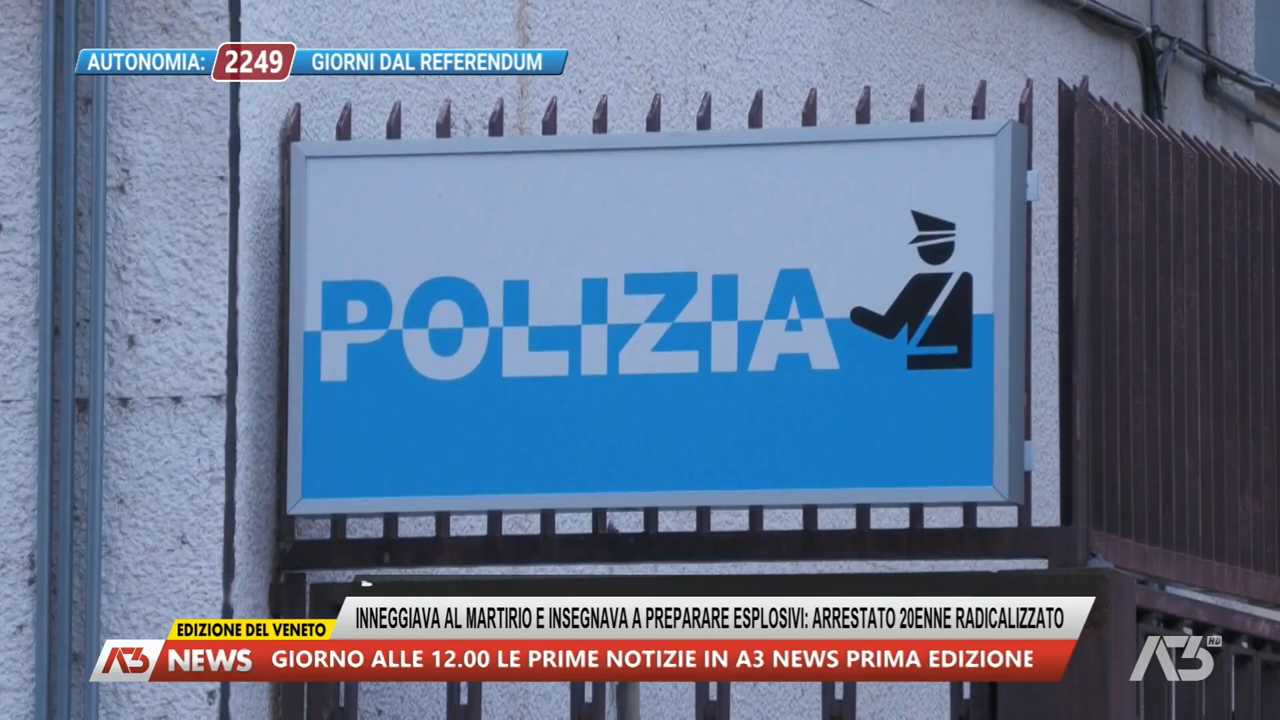 AUTONOMIA: 2249 GIORNI DAL REFERENDUM
POLIZIA
INNEGGIAVA AL MARTIRIO E INSEGNAVA A PREPARARE ESPLOSIVI: ARRESTATO 20ENNE RADICALIZZATO
EDIZIONE DEL VENETO
A3 NEWS GIORNO ALLE 12.00 LE PRIME NOTIZIE IN A3 NEWS PRIMA EDIZIONE
A3 HD